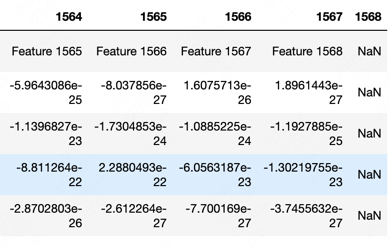 1564 1565 1566 1567 1568
Feature 1565 Feature 1566 Feature 1567 Feature 1568 NaN
-5.9643086e-25 -8.037856e-27 1.6075713e-26 1.8961443e-27 NaN
-1.1396827e-23 -1.7304853e-24 -1.0885225e-24 -1.1927885e-25 NaN
-8.811264e-22 2.2880493e-22 -6.0563187e-23 -1.30219755e-23 NaN
-2.8702803e-26 -2.612264e-27 -7.700169e-27 -3.7455632e-27 NaN